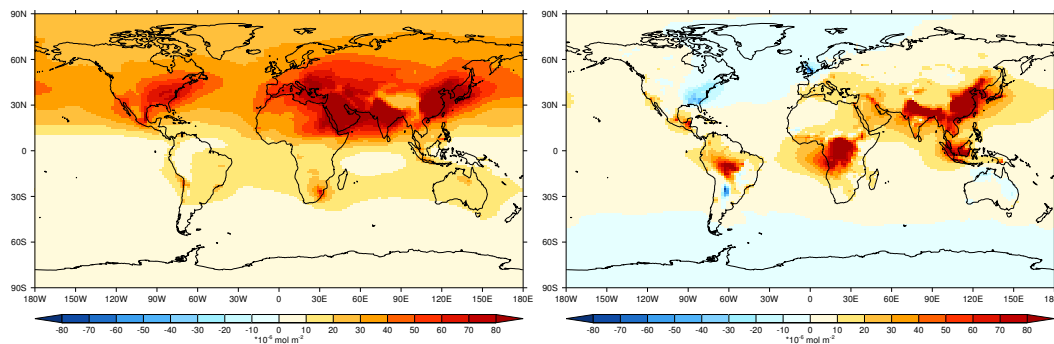 90N 90N
60N 60N
30N 30N
0 0
30S 30S
60S 60S
90S 90S
180W 150W 120W 90W 60W 30W 0 30E 60E 90E 120E 150E 180E 180W 150W 120W 90W 60W 30W 0 30E 60E 90E 120E 150E 180E
-80 -70 -60 -50 -40 -30 -20 -10 0 10 20 30 40 50 60 70 80 -80 -70 -60 -50 -40 -30 -20 -10 0 10 20 30 40 50 60 70 80
*10⁻⁶ mol m⁻² *10⁻⁶ mol m⁻²